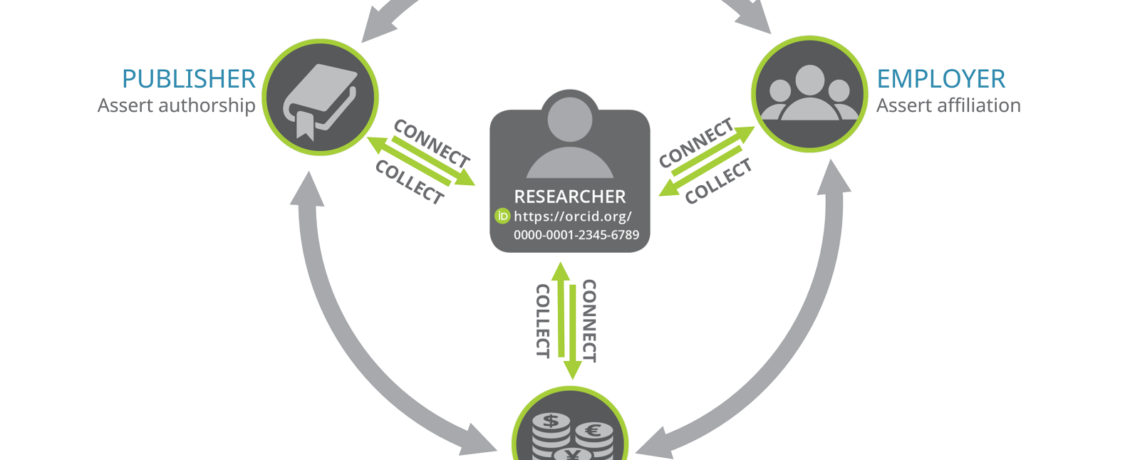 PUBLISHER
Assert authorship
EMPLOYER
Assert affiliation
CONNECT
COLLECT
CONNECT
COLLECT
RESEARCHER
iD https://orcid.org/
0000-0001-2345-6789
COLLECT
CONNECT
$
€
¥